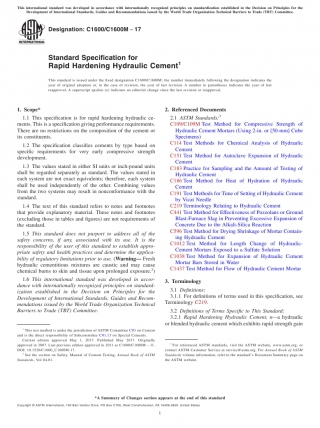 This international standard was developed in accordance with internationally recognized principles on standardization established in the Decision on Principles for the
Development of International Standards, Guides and Recommendations issued by the World Trade Organization Technical Barriers to Trade (TBT) Committee.
INTERNATIONAL
Designation: C1600/C1600M − 17
Standard Specification for
Rapid Hardening Hydraulic Cement1
This standard is issued under the fixed designation C1600/C1600M; the number immediately following the designation indicates the
year of original adoption or, in the case of revision, the year of last revision. A number in parentheses indicates the year of last
reapproval. A superscript epsilon (ε) indicates an editorial change since the last revision or reapproval.
1. Scope*
1.1 This specification is for rapid hardening hydraulic ce-
ments. This is a specification giving performance requirements.
There are no restrictions on the composition of the cement or
its constituents.
1.2 The specification classifies cements by type based on
specific requirements for very early compressive strength
development.
1.3 The values stated in either SI units or inch-pound units
shall be regarded separately as standard. The values stated in
each system are not exact equivalents; therefore, each system
shall be used independently of the other. Combining values
from the two systems may result in nonconformance with the
standard.
1.4 The text of this standard refers to notes and footnotes
that provide explanatory material. These notes and footnotes
(excluding those in tables and figures) are not requirements of
the standard.
1.5 This standard does not purport to address all of the
safety concerns, if any, associated with its use. It is the
responsibility of the user of this standard to establish appro-
priate safety and health practices and determine the applica-
bility of regulatory limitations prior to use. (Warning—Fresh
hydraulic cementitious mixtures are caustic and may cause
chemical burns to skin and tissue upon prolonged exposure.2)
1.6 This international standard was developed in accor-
dance with internationally recognized principles on standard-
ization established in the Decision on Principles for the
Development of International Standards, Guides and Recom-
mendations issued by the World Trade Organization Technical
Barriers to Trade (TBT) Committee.
1 This test method is under the jurisdiction of ASTM Committee C01 on Cement
and is the direct responsibility of Subcommittee C01.13 on Special Cements.
Current edition approved May 1, 2017. Published May 2017. Originally
approved in 2005. Last previous edition approved in 2011 as C1600/C1600M – 11.
DOI: 10.1520/C1600_C1600M-17.
2 See the section on Safety, Manual of Cement Testing, Annual Book of ASTM
Standards, Vol 04.01.
2. Referenced Documents
2.1 ASTM Standards:3
C109/C109M Test Method for Compressive Strength of
Hydraulic Cement Mortars (Using 2-in. or [50-mm] Cube
Specimens)
C114 Test Methods for Chemical Analysis of Hydraulic
Cement
C151 Test Method for Autoclave Expansion of Hydraulic
Cement
C183 Practice for Sampling and the Amount of Testing of
Hydraulic Cement
C186 Test Method for Heat of Hydration of Hydraulic
Cement
C191 Test Methods for Time of Setting of Hydraulic Cement
by Vicat Needle
C219 Terminology Relating to Hydraulic Cement
C441 Test Method for Effectiveness of Pozzolans or Ground
Blast-Furnace Slag in Preventing Excessive Expansion of
Concrete Due to the Alkali-Silica Reaction
C596 Test Method for Drying Shrinkage of Mortar Contain-
ing Hydraulic Cement
C1012 Test Method for Length Change of Hydraulic-
Cement Mortars Exposed to a Sulfate Solution
C1038 Test Method for Expansion of Hydraulic Cement
Mortar Bars Stored in Water
C1437 Test Method for Flow of Hydraulic Cement Mortar
3. Terminology
3.1 Definitions:
3.1.1 For definitions of terms used in this specification, see
Terminology C219.
3.2 Definitions of Terms Specific to This Standard:
3.2.1 Rapid Hardening Hydraulic Cement, n—a hydraulic
or blended hydraulic cement which exhibits rapid strength gain
3 For referenced ASTM standards, visit the ASTM website, www.astm.org, or
contact ASTM Customer Service at service@astm.org. For Annual Book of ASTM
Standards volume information, refer to the standard's Document Summary page on
the ASTM website.
*A Summary of Changes section appears at the end of this standard
Copyright © ASTM International, 100 Barr Harbor Drive, PO Box C700, West Conshohocken, PA 19428-2959. United States
1